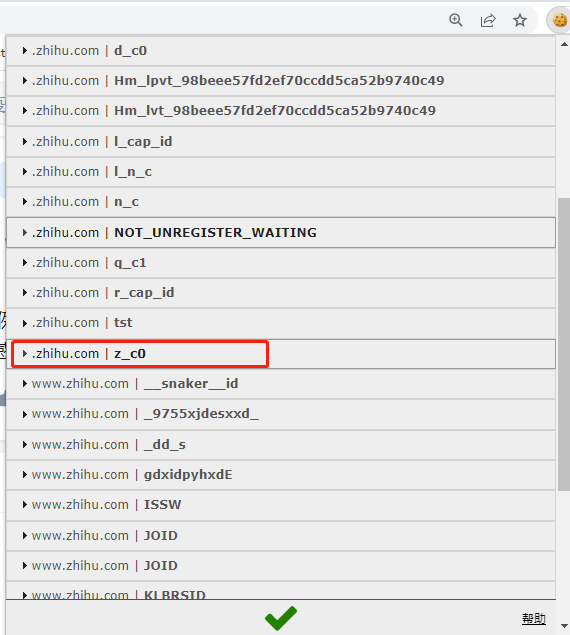 .zhihu.com | d_c0
.zhihu.com | Hm_lpvt_98beee57fd2ef70ccdd5ca52b9740c49
.zhihu.com | Hm_lvt_98beee57fd2ef70ccdd5ca52b9740c49
.zhihu.com | l_cap_id
.zhihu.com | l_n_c
.zhihu.com | n_c
.zhihu.com | NOT_UNREGISTER_WAITING
.zhihu.com | q_c1
.zhihu.com | r_cap_id
.zhihu.com | tst
.zhihu.com | z_c0
www.zhihu.com | __snaker__id
www.zhihu.com | _9755xjdesxxd_
www.zhihu.com | _dd_s
www.zhihu.com | gdxidpyhxdE
www.zhihu.com | ISSW
www.zhihu.com | JOID
www.zhihu.com | JOID
www.zhihu.com | KLBRSID
帮助